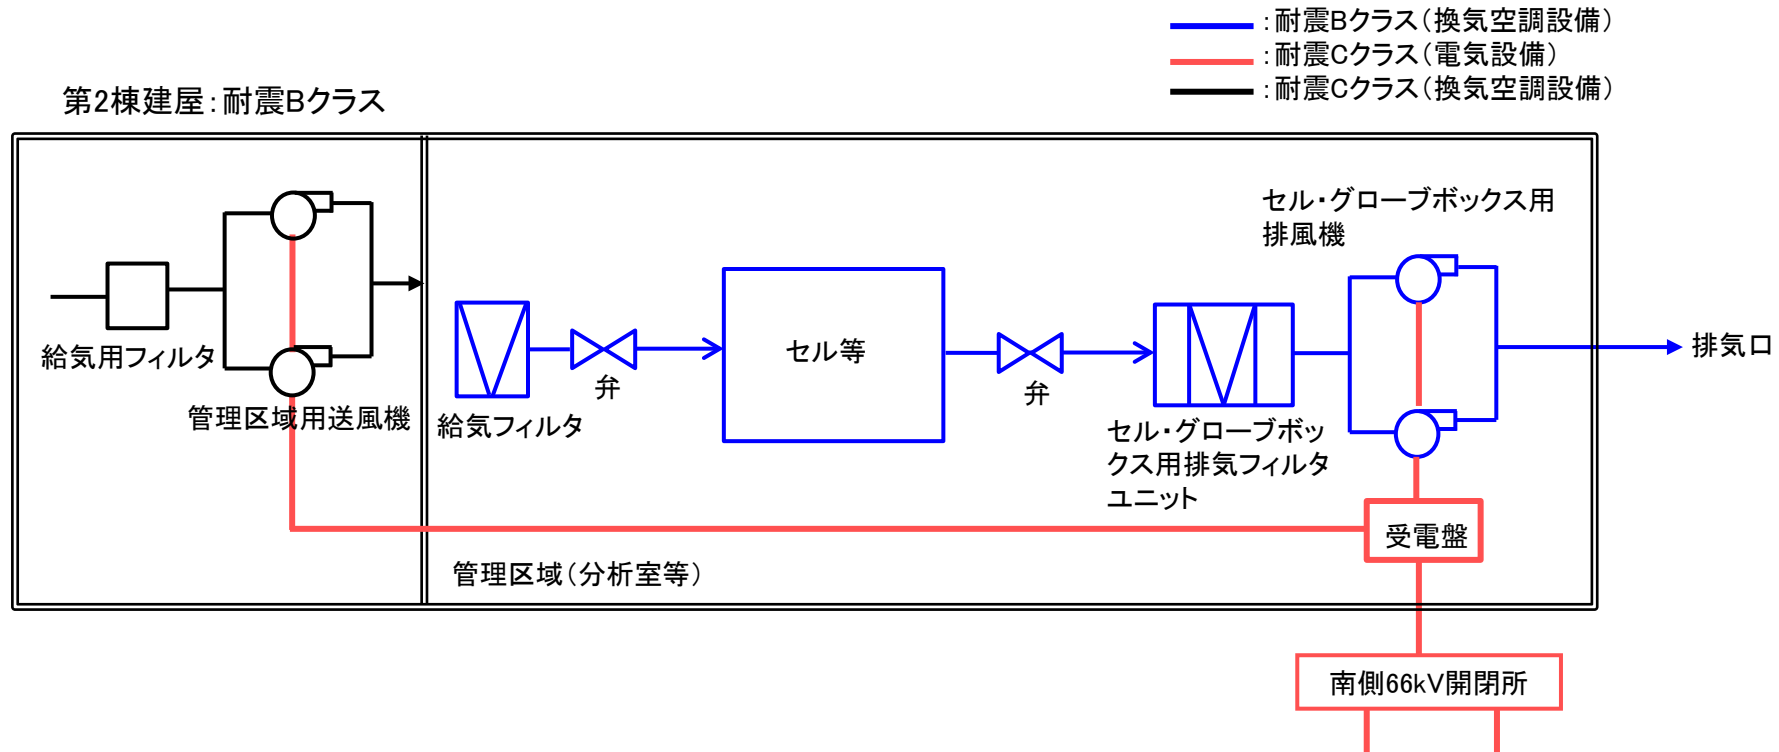 ：耐震Bクラス（換気空調設備）
：耐震Cクラス（電気設備）
：耐震Cクラス（換気空調設備）
第2棟建屋：耐震Bクラス
セル・グローブボックス用
排風機
給気用フィルタ
管理区域用送風機
給気フィルタ
弁
セル等
弁
セル・グローブボッ
クス用排気フィルタ
ユニット
排気口
受電盤
管理区域（分析室等）
南側66kV開閉所